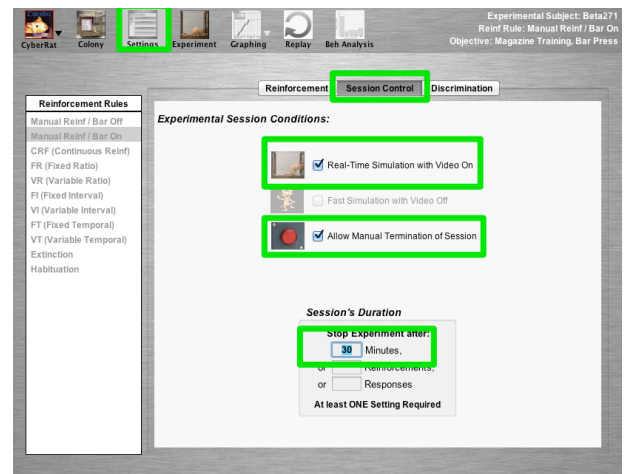 Experimental Subject: Beta271
Reinf Rule: Manual Reinf / Bar On
Objective: Magazine Training, Bar Press
CyberRat Colony Settings Experiment Graphing Replay Beh Analysis
Reinforcement Session Control Discrimination
Reinforcement Rules
Manual Reinf / Bar Off
Manual Reinf / Bar On
CRF (Continuous Reinf)
FR (Fixed Ratio)
VR (Variable Ratio)
FI (Fixed Interval)
VI (Variable Interval)
FT (Fixed Temporal)
VT (Variable Temporal)
Extinction
Habituation
Experimental Session Conditions:
Real-Time Simulation with Video On
Fast Simulation with Video Off
Allow Manual Termination of Session
Session's Duration
Stop Experiment after:
30 Minutes,
or Reinforcements,
or Responses
At least ONE Setting Required